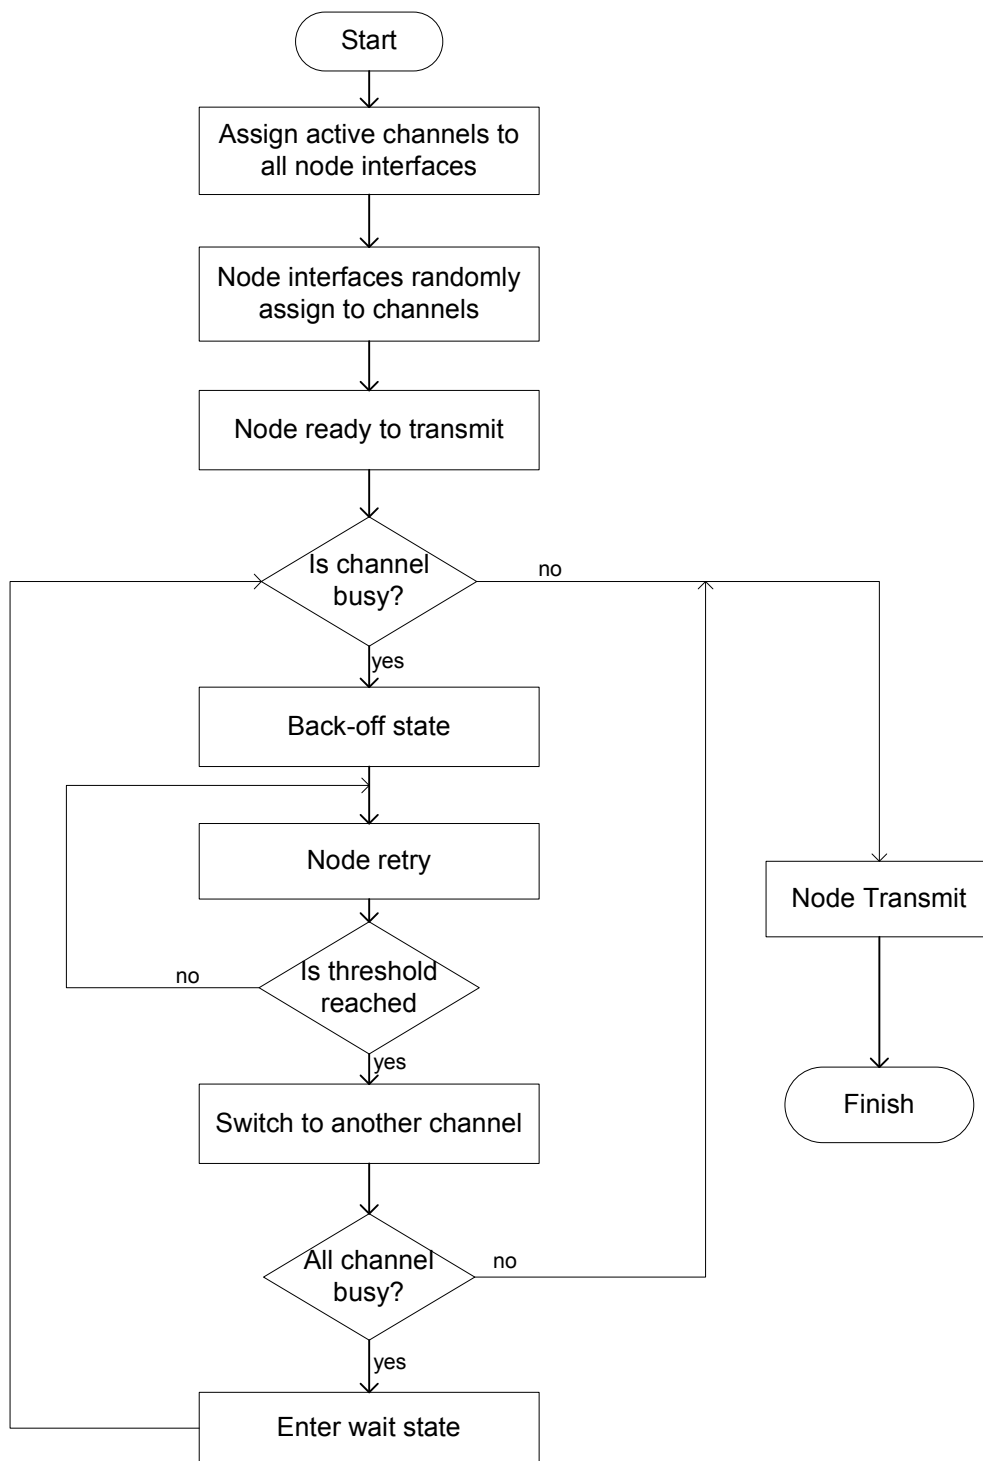 Start
Assign active channels to
all node interfaces
Node interfaces randomly
assign to channels
Node ready to transmit
Is channel
busy?
no
yes
Back-off state
Node retry
Node Transmit
Is threshold
reached
no
yes
Switch to another channel
Finish
All channel
busy?
no
yes
Enter wait state